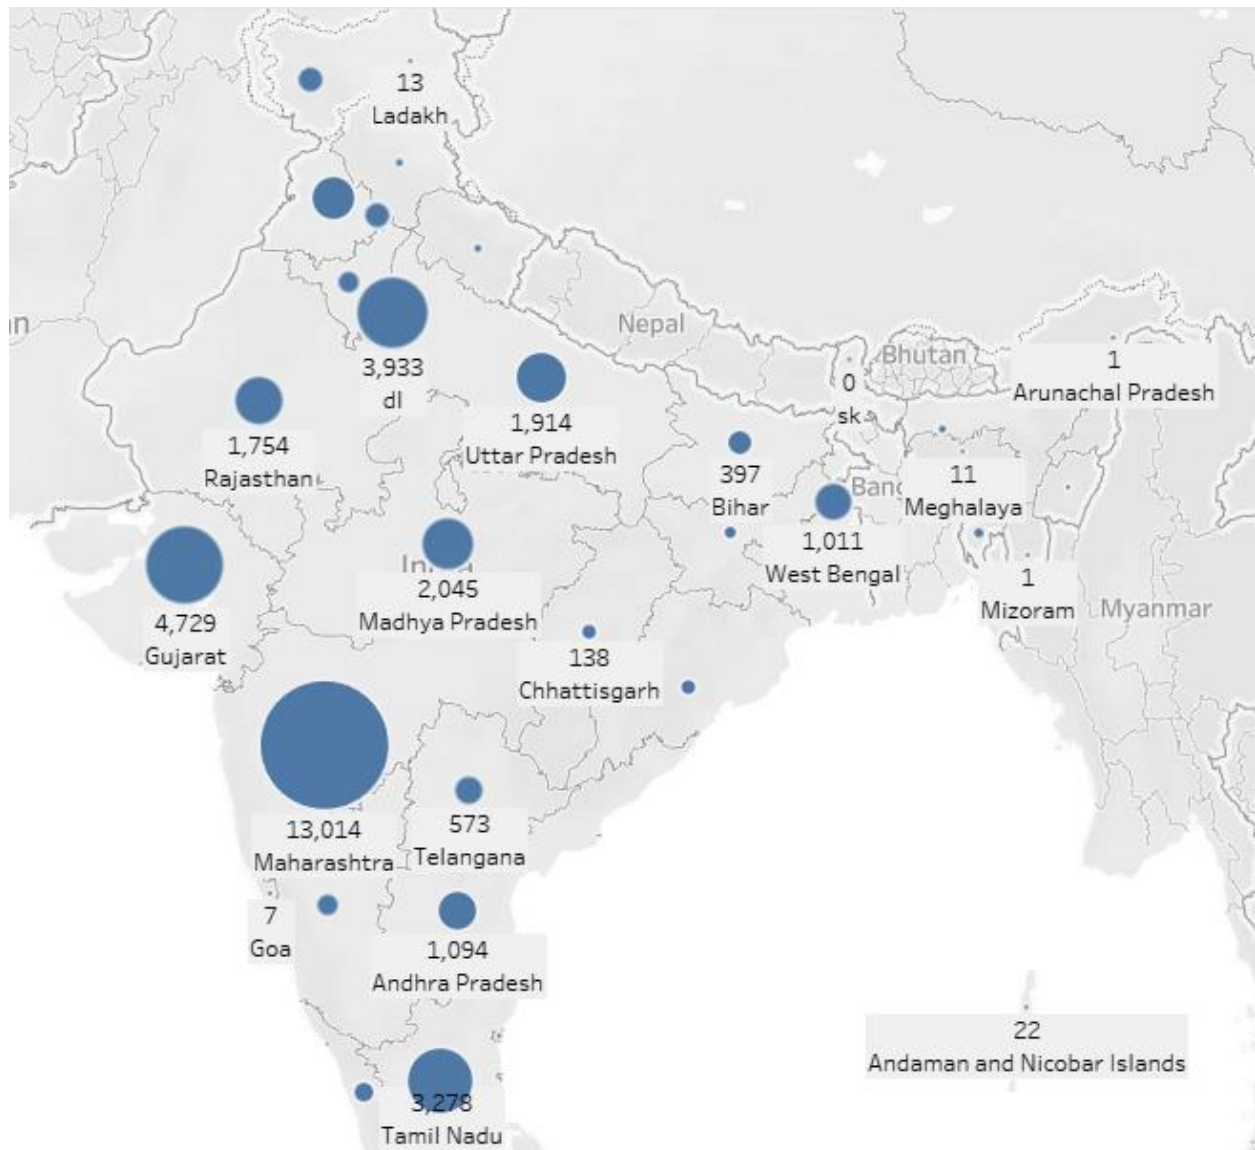 13
Ladakh
an
Nepal
Bhutan
3,933
dl
0
sk
1
Arunachal Pradesh
1,754
Rajasthan
1,914
Uttar Pradesh
397
Bihar
Bang
11
Meghalaya
1,011
West Bengal
India
2,045
Madhya Pradesh
1
Mizoram
Myanmar
4,729
Gujarat
138
Chhattisgarh
13,014
Maharashtra
573
Telangana
7
Goa
1,094
Andhra Pradesh
22
Andaman and Nicobar Islands
3,278
Tamil Nadu